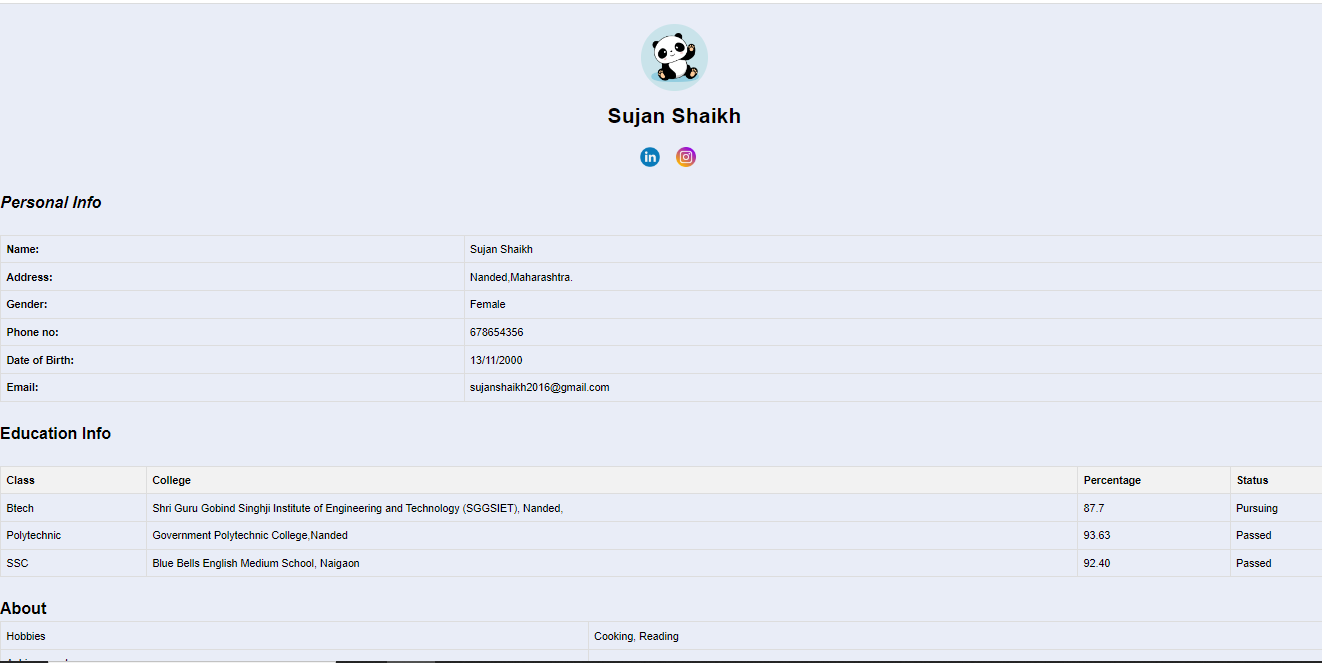 Sujan Shaikh
in
Personal Info
Name: Sujan Shaikh
Address: Nanded,Maharashtra.
Gender: Female
Phone no: 678654356
Date of Birth: 13/11/2000
Email: sujanshaikh2016@gmail.com
Education Info
Class College Percentage Status
Btech Shri Guru Gobind Singhji Institute of Engineering and Technology (SGGSIET), Nanded, 87.7 Pursuing
Polytechnic Government Polytechnic College,Nanded 93.63 Passed
SSC Blue Bells English Medium School, Naigaon 92.40 Passed
About
Hobbies Cooking, Reading